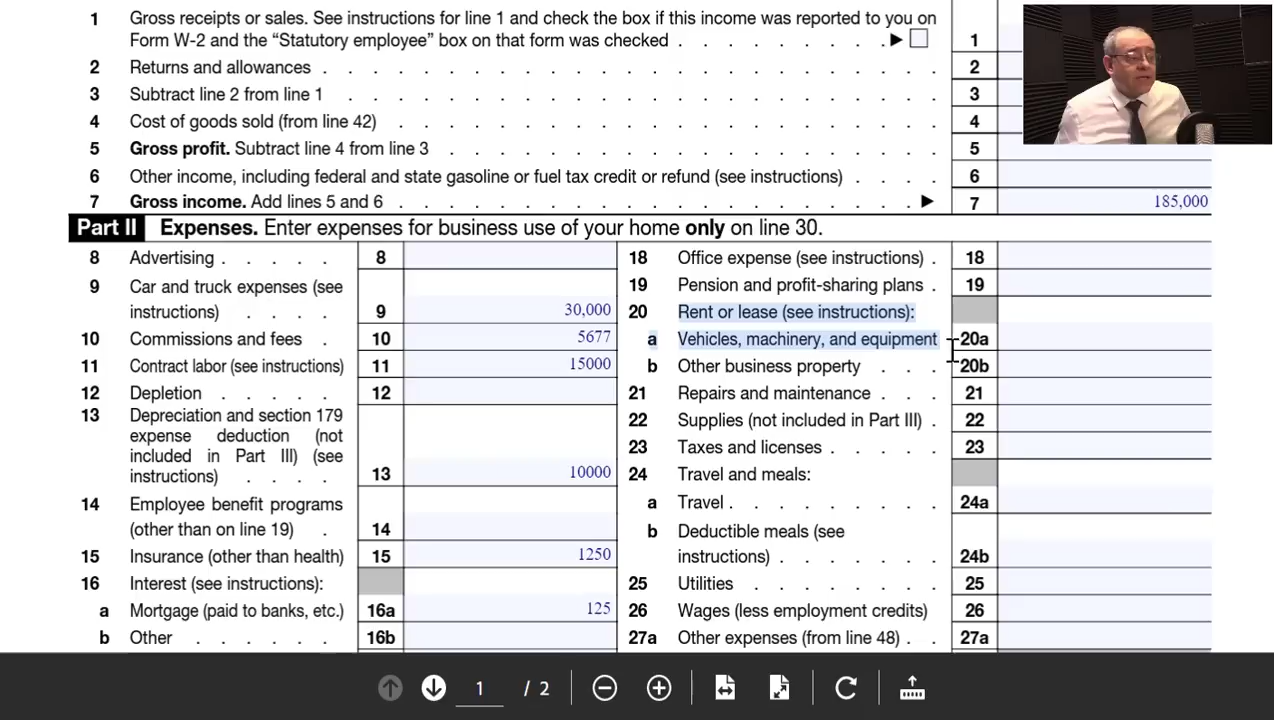 1 Gross receipts or sales. See instructions for line 1 and check the box if this income was reported to you on
Form W-2 and the “Statutory employee” box on that form was checked . . . . . . . . ▶ 1
2 Returns and allowances . . . . . . . . . . . . . . . . . . . . . . . . . 2
3 Subtract line 2 from line 1 . . . . . . . . . . . . . . . . . . . . . . . . 3
4 Cost of goods sold (from line 42) . . . . . . . . . . . . . . . . . . . . . . 4
5 Gross profit. Subtract line 4 from line 3 . . . . . . . . . . . . . . . . . . . . 5
6 Other income, including federal and state gasoline or fuel tax credit or refund (see instructions) . . . . 6
7 Gross income. Add lines 5 and 6 . . . . . . . . . . . . . . . . . . . . . ▶ 7 185,000
Part II Expenses. Enter expenses for business use of your home only on line 30.
8 Advertising . . . . . 8
9 Car and truck expenses (see
instructions) . . . . 9 30,000
10 Commissions and fees . 10 5677
11 Contract labor (see instructions) 11 15000
12 Depletion . . . . . 12
13 Depreciation and section 179
expense deduction (not
included in Part III) (see
instructions) . . . . 13 10000
14 Employee benefit programs
(other than on line 19) . 14
15 Insurance (other than health) 15 1250
16 Interest (see instructions):
a Mortgage (paid to banks, etc.) 16a 125
b Other . . . . . . 16b
18 Office expense (see instructions) . 18
19 Pension and profit-sharing plans . 19
20 Rent or lease (see instructions):
a Vehicles, machinery, and equipment 20a
b Other business property . . . 20b
21 Repairs and maintenance . . . 21
22 Supplies (not included in Part III) . 22
23 Taxes and licenses . . . . . 23
24 Travel and meals:
a Travel . . . . . . . . . 24a
b Deductible meals (see
instructions) . . . . . . . 24b
25 Utilities . . . . . . . . 25
26 Wages (less employment credits) 26
27a Other expenses (from line 48) . . 27a
1 / 2